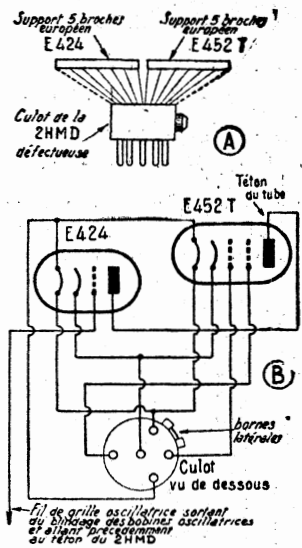 Support 5 broches
européen
E424
Support 5 broches
européen
E452 T
Culot de la
2HMD
défectueuse
A
Téton
du tube
E452 T
E424
B
bornes
latérales
Culot
vu de dessous
Fil de grille oscillatrice sortant
du blindage des bobines oscillatrices
et allant précédemment
au téton du 2HMD